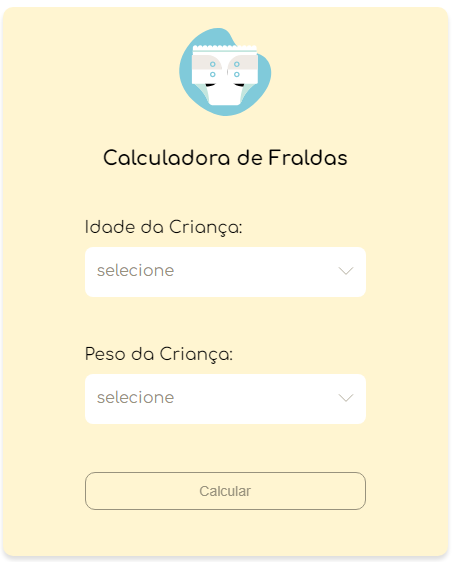 Calculadora de Fraldas
Idade da Criança:
selecione
Peso da Criança:
selecione
Calcular